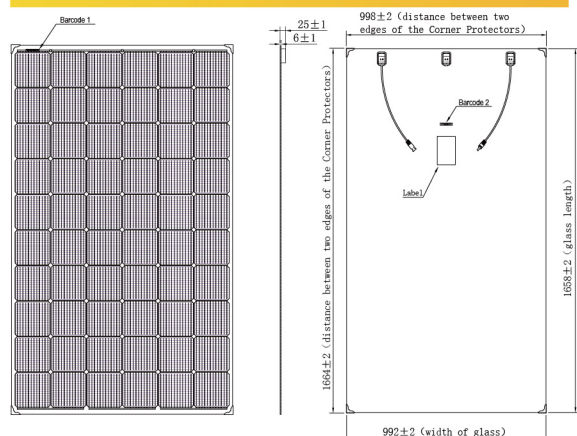 Barcode 1
25±1
6±1
998±2 (distance between two
edges of the Corner Protectors)
1664±2 (distance between two edges of the Corner Protectors)
Barcode 2
Label
1658±2 (glass length)
992±2 (width of glass)